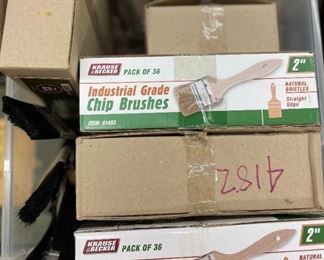 KRAUSE & BECKER
PACK OF 36
2"
Industrial Grade
Chip Brushes
NATURAL
BRISTLES
Straight
Edge
ITEM 61493
4182
KRAUSE & BECKER
PACK OF 36
2"